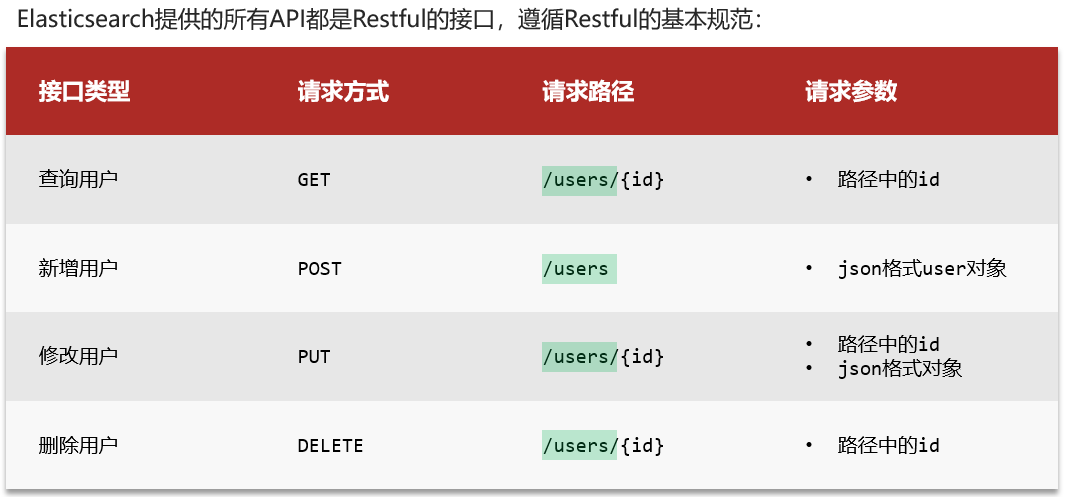 Elasticsearch提供的所有API都是Restful的接口，遵循Restful的基本规范：
接口类型 请求方式 请求路径 请求参数
查询用户 GET /users/{id} • 路径中的id
新增用户 POST /users • json格式user对象
修改用户 PUT /users/{id} • 路径中的id
• json格式对象
删除用户 DELETE /users/{id} • 路径中的id